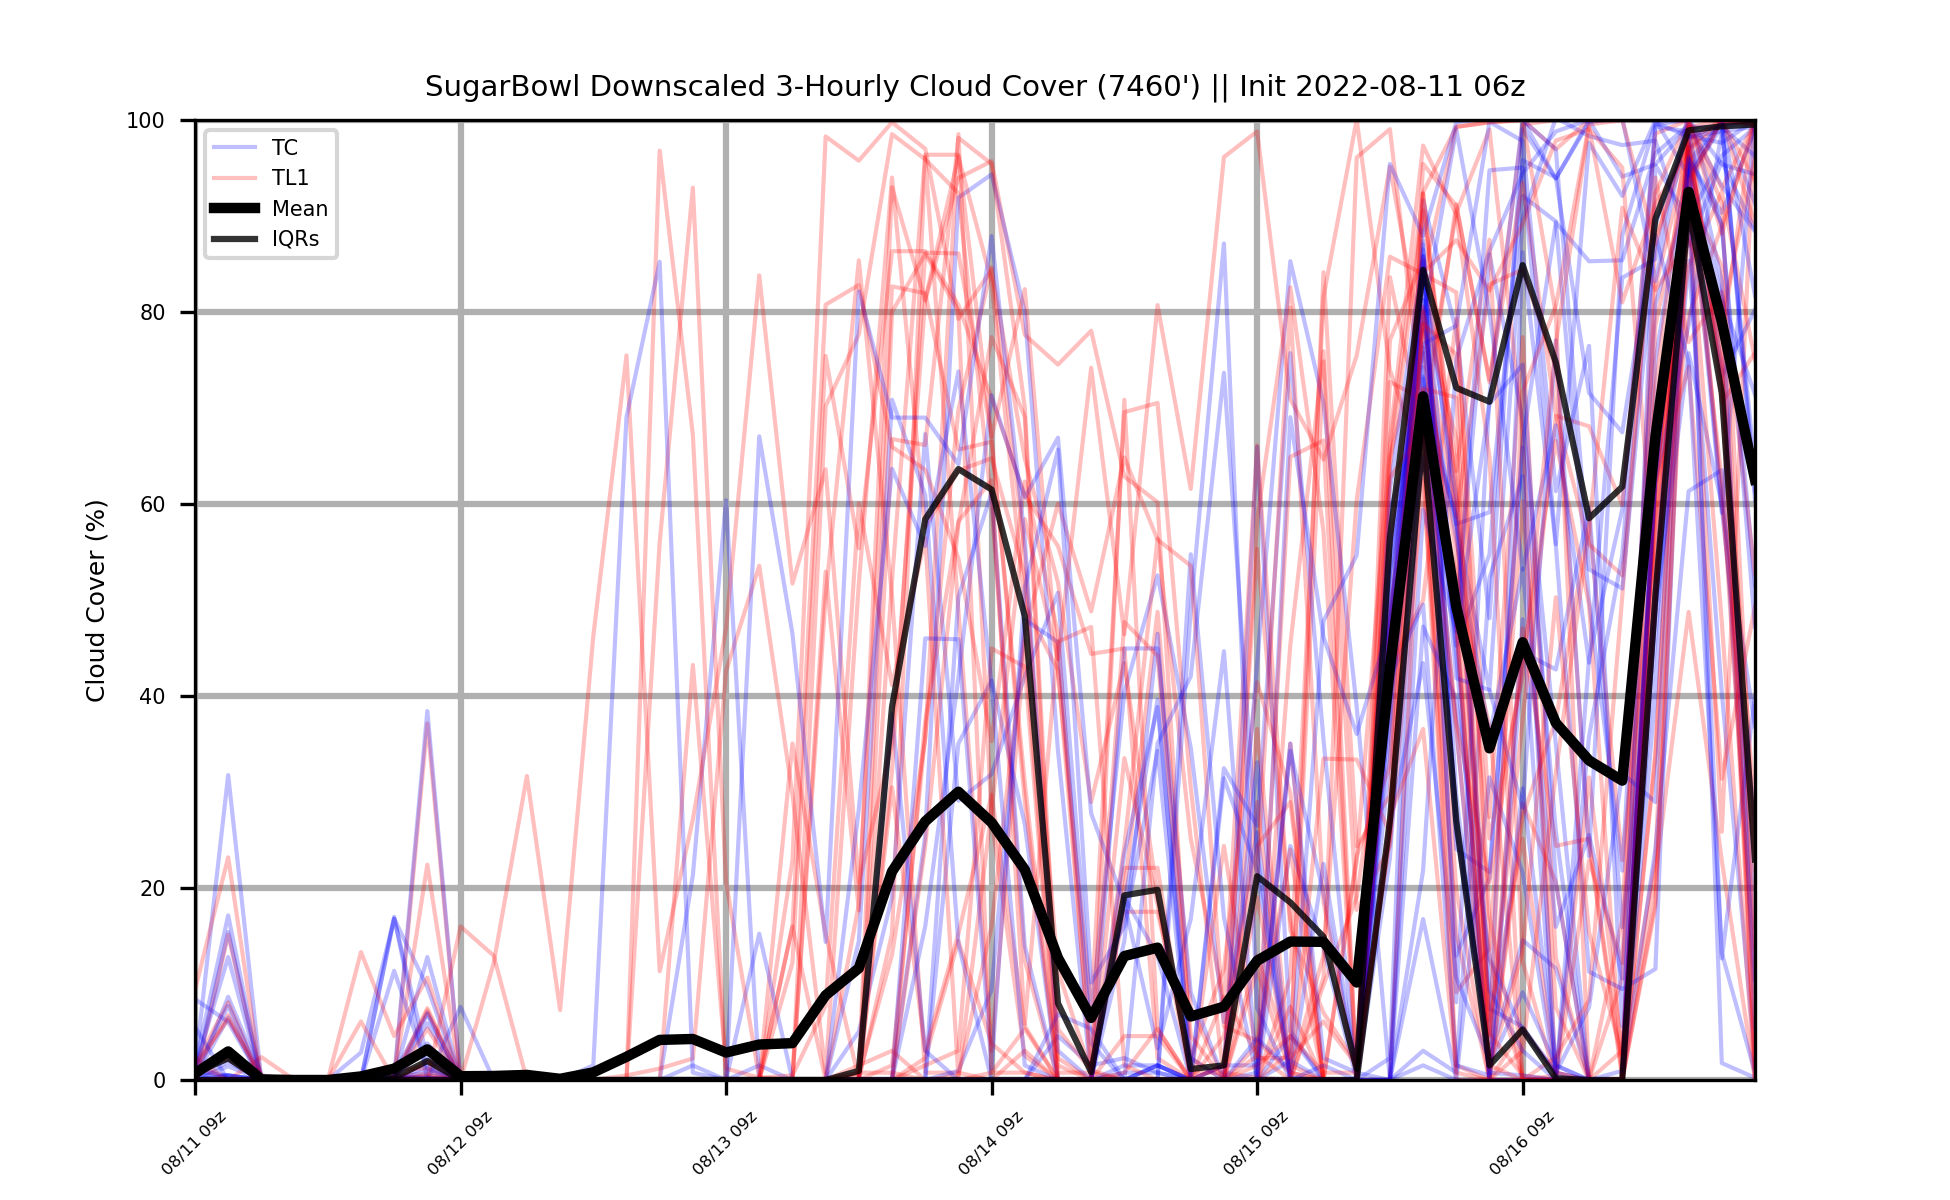 SugarBowl Downscaled 3-Hourly Cloud Cover (7460') || Init 2022-08-11 06z
TC
TL1
Mean
IQRs
Cloud Cover (%)
100
80
60
40
20
0
08/11 09z
08/12 09z
08/13 09z
08/14 09z
08/15 09z
08/16 09z